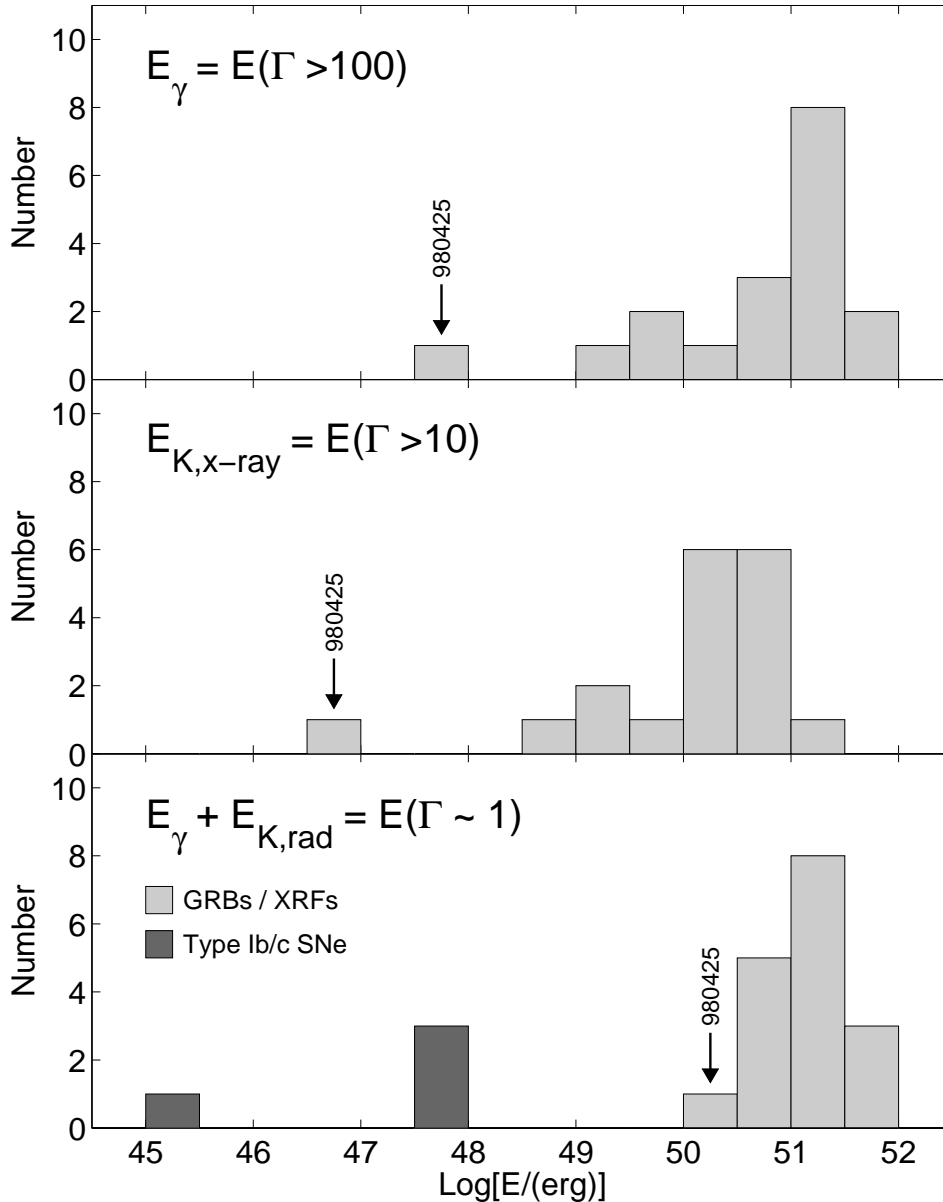 10
8
6
4
2
0
Number
E_γ = E(Γ >100)
980425
10
8
6
4
2
0
Number
E_K,x−ray = E(Γ >10)
980425
10
8
6
4
2
0
Number
E_γ + E_K,rad = E(Γ ~ 1)
GRBs / XRFs
Type Ib/c SNe
980425
45 46 47 48 49 50 51 52
Log[E/(erg)]